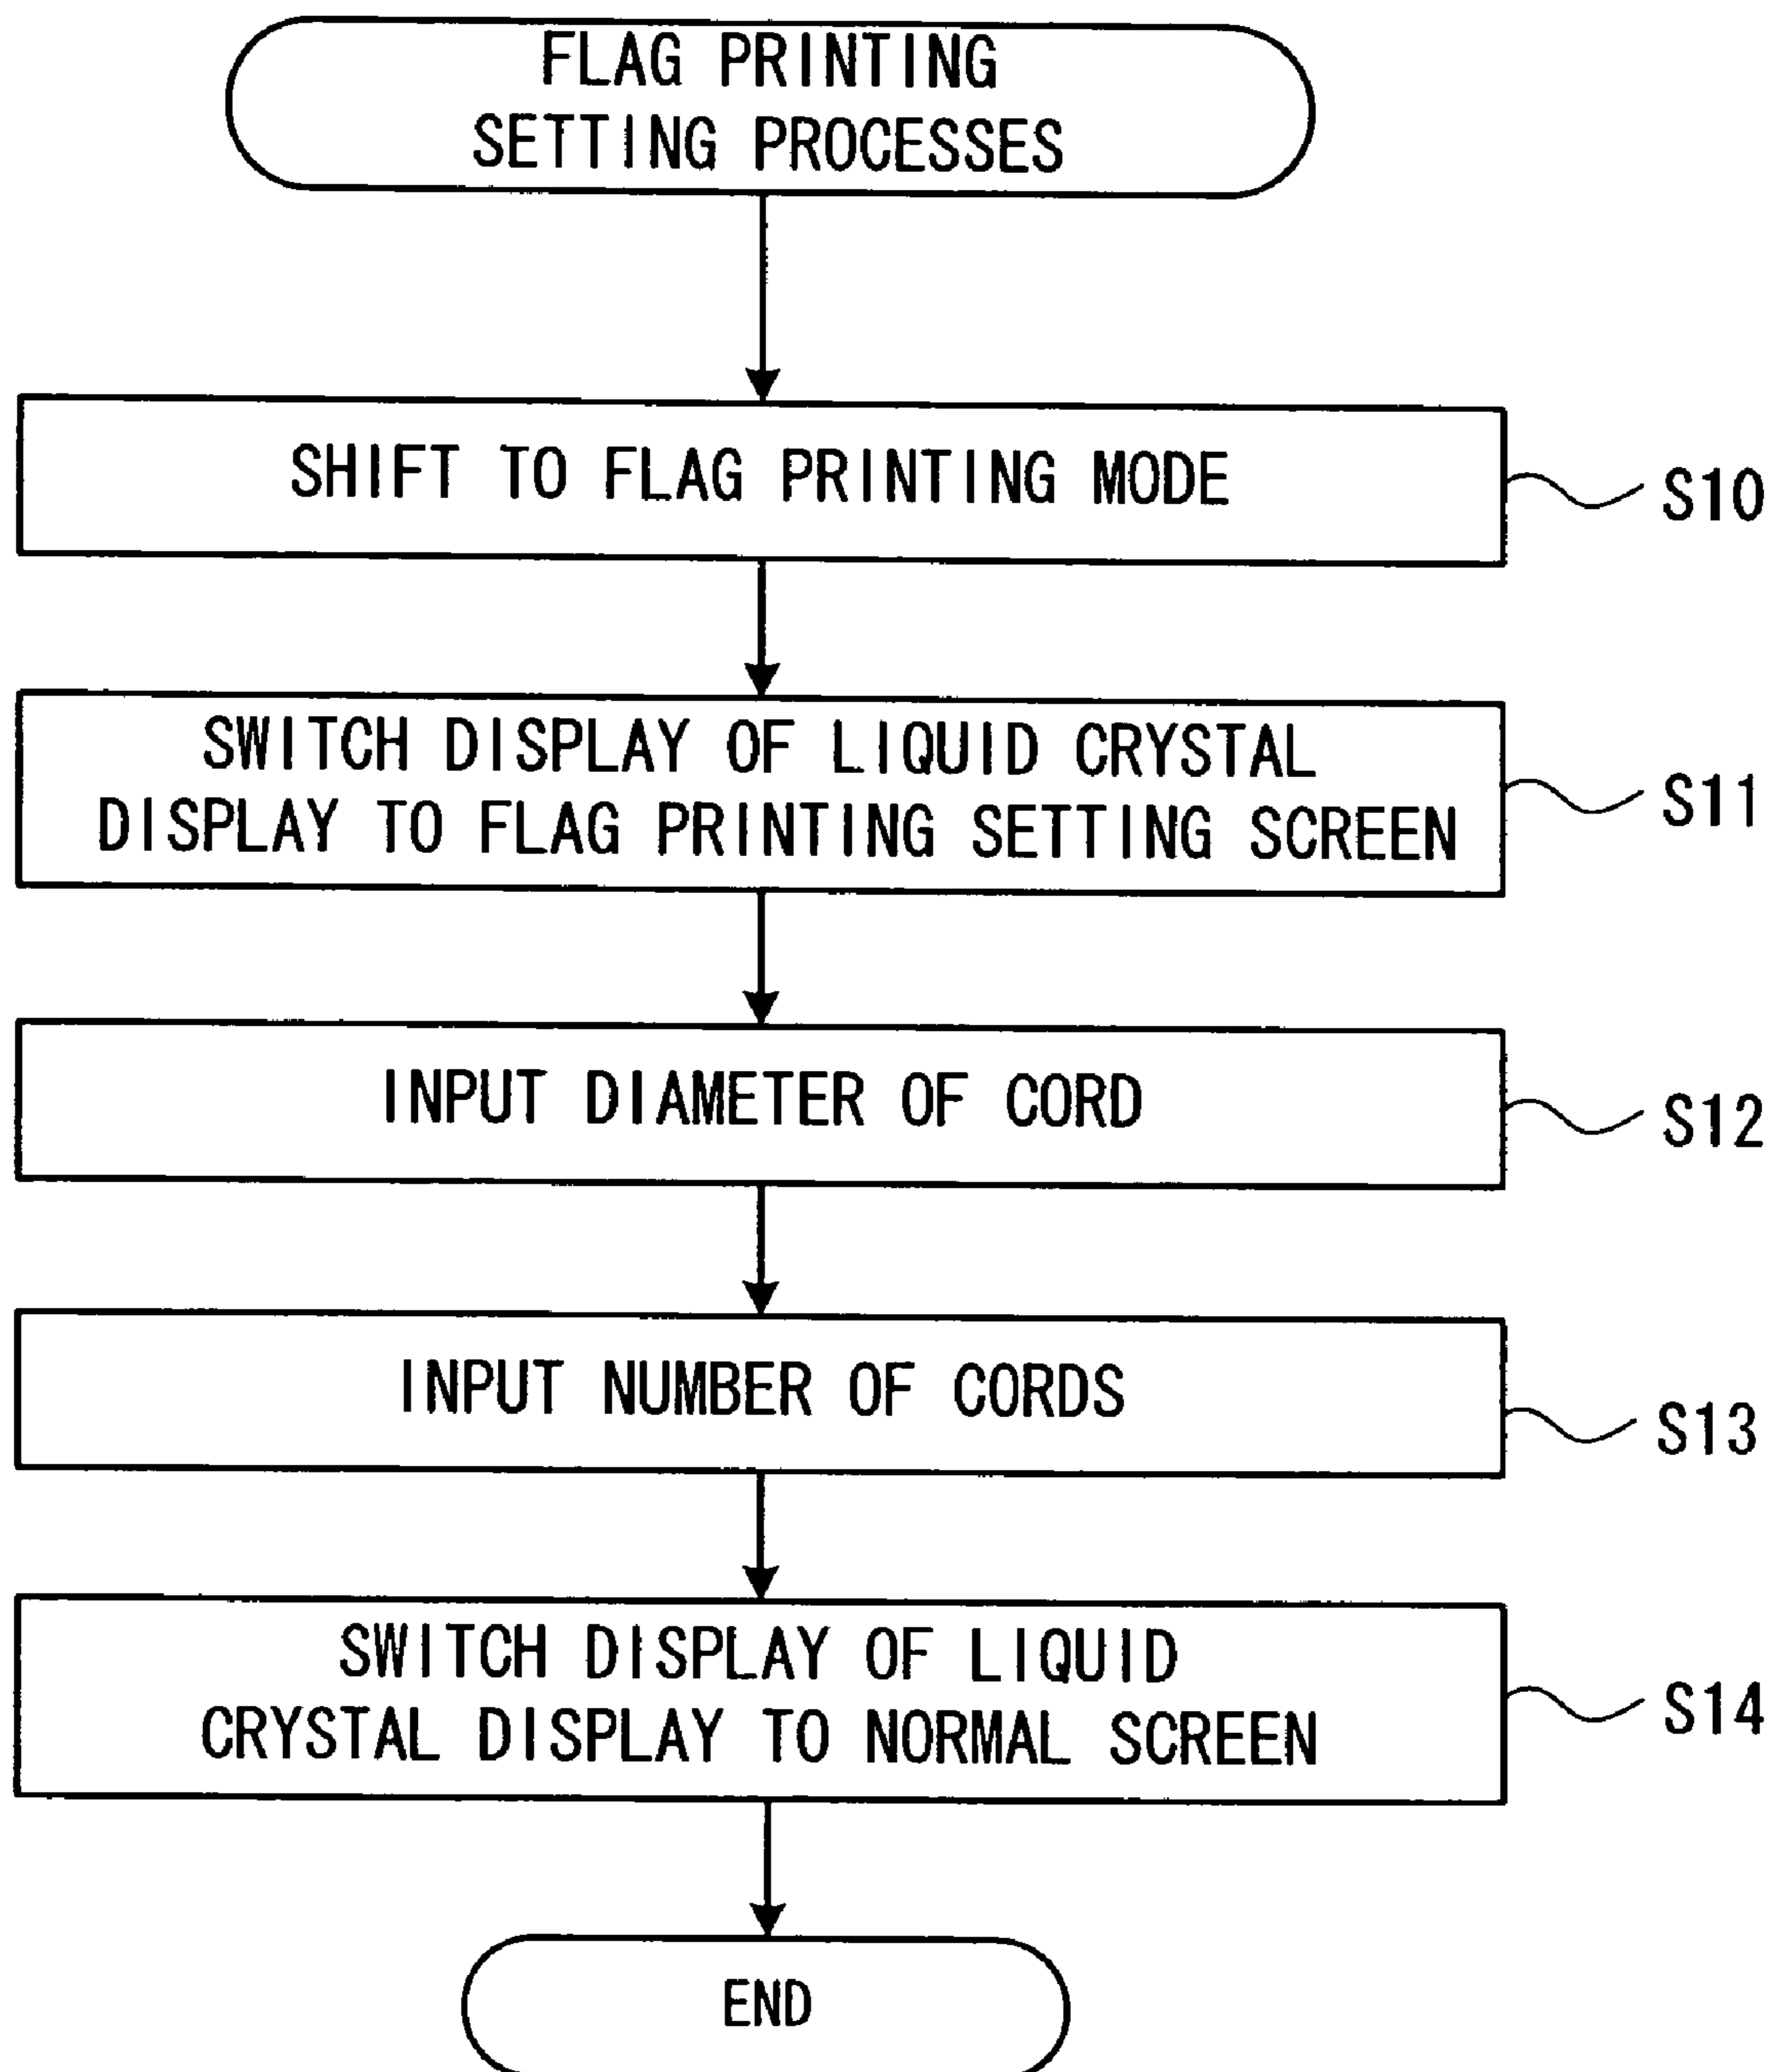 FLAG PRINTING
SETTING PROCESSES
SHIFT TO FLAG PRINTING MODE
S10
SWITCH DISPLAY OF LIQUID CRYSTAL
DISPLAY TO FLAG PRINTING SETTING SCREEN
S11
INPUT DIAMETER OF CORD
S12
INPUT NUMBER OF CORDS
S13
SWITCH DISPLAY OF LIQUID
CRYSTAL DISPLAY TO NORMAL SCREEN
S14
END